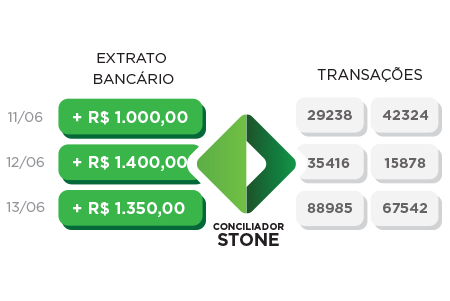 EXTRATO
BANCÁRIO
TRANSAÇÕES
11/06 + R$ 1.000,00 29238 42324
12/06 + R$ 1.400,00 35416 15878
13/06 + R$ 1.350,00 88985 67542
CONCILIADOR
STONE